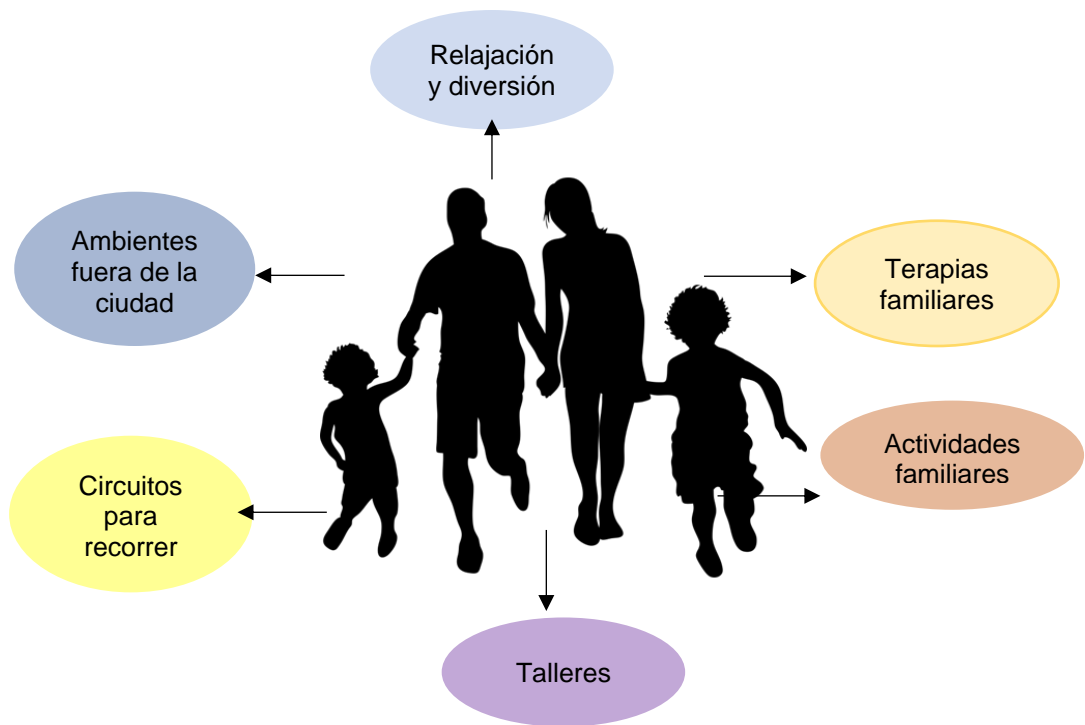 Relajación
y diversión
Ambientes
fuera de la
ciudad
Terapias
familiares
Actividades
familiares
Circuitos
para
recorrer
Talleres